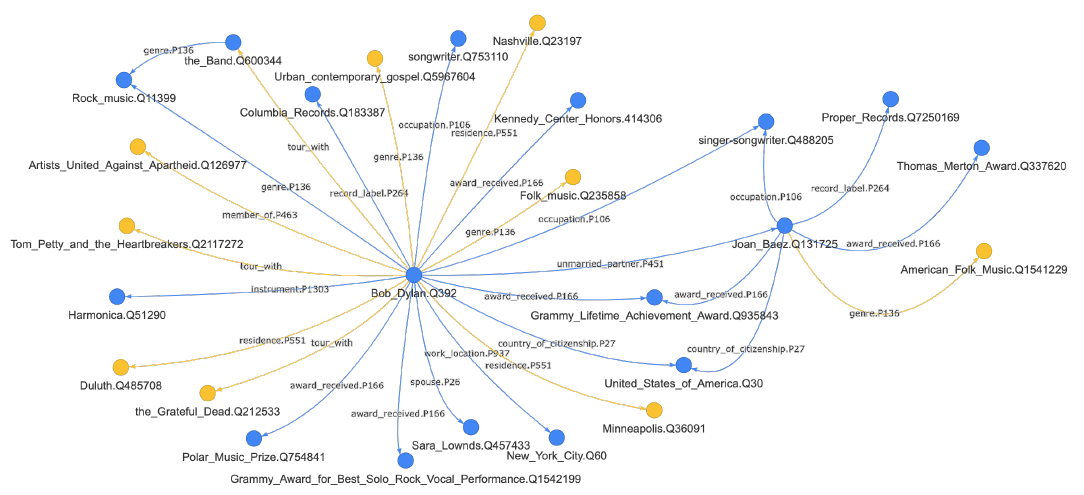 Nashville.Q23197
genre.P136
the_Band.Q600344
songwriter.Q753110
Urban_contemporary_gospel.Q5967604
Rock_music.Q11399
Columbia_Records.Q183387
Kennedy_Center_Honors.414306
Proper_Records.Q7250169
occupation.P106
residence.P551
singer-songwriter.Q488205
tour_with
genre.P136
Artists_United_Against_Apartheid.Q126977
Thomas_Merton_Award.Q337620
genre.P136
record_label.P264
award_received.P166
Folk_music.Q235858
record_label.P264
occupation.P106
member_of.P463
occupation.P106
genre.P136
Tom_Petty_and_the_Heartbreakers.Q2117272
Joan_Baez.Q131725
award_received.P166
tour_with
unmarried_partner.P451
American_Folk_Music.Q1541229
instrument.P1303
Bob_Dylan.Q392
award_received.P166
award_received.P166
Harmonica.Q51290
Grammy_Lifetime_Achievement_Award.Q935843
genre.P136
residence.P551
tour_with
country_of_citizenship.P27
country_of_citizenship.P27
work_location.P937
residence.P551
Duluth.Q485708
award_received.P166
spouse.P26
United_States_of_America.Q30
the_Grateful_Dead.Q212533
award_received.P166
Minneapolis.Q36091
Sara_Lownds.Q457433
Polar_Music_Prize.Q754841
New_York_City.Q60
Grammy_Award_for_Best_Solo_Rock_Vocal_Performance.Q1542199